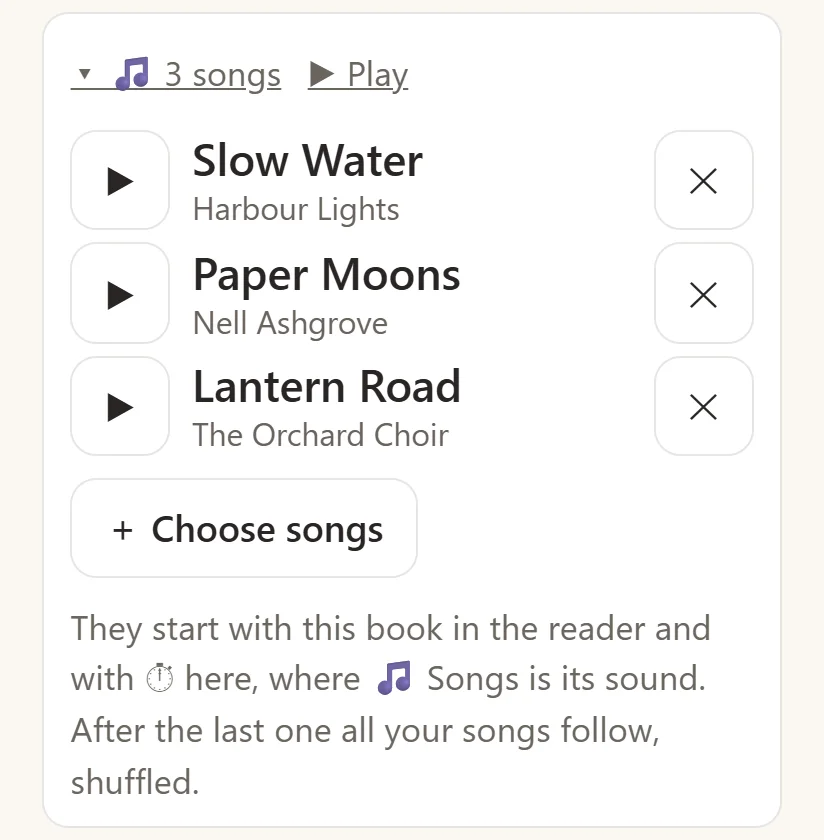 ▼ 🎵 3 songs ▶ Play
Slow Water
Harbour Lights
Paper Moons
Nell Ashgrove
Lantern Road
The Orchard Choir
+ Choose songs
They start with this book in the reader and
with ⏱ here, where 🎵 Songs is its sound.
After the last one all your songs follow,
shuffled.